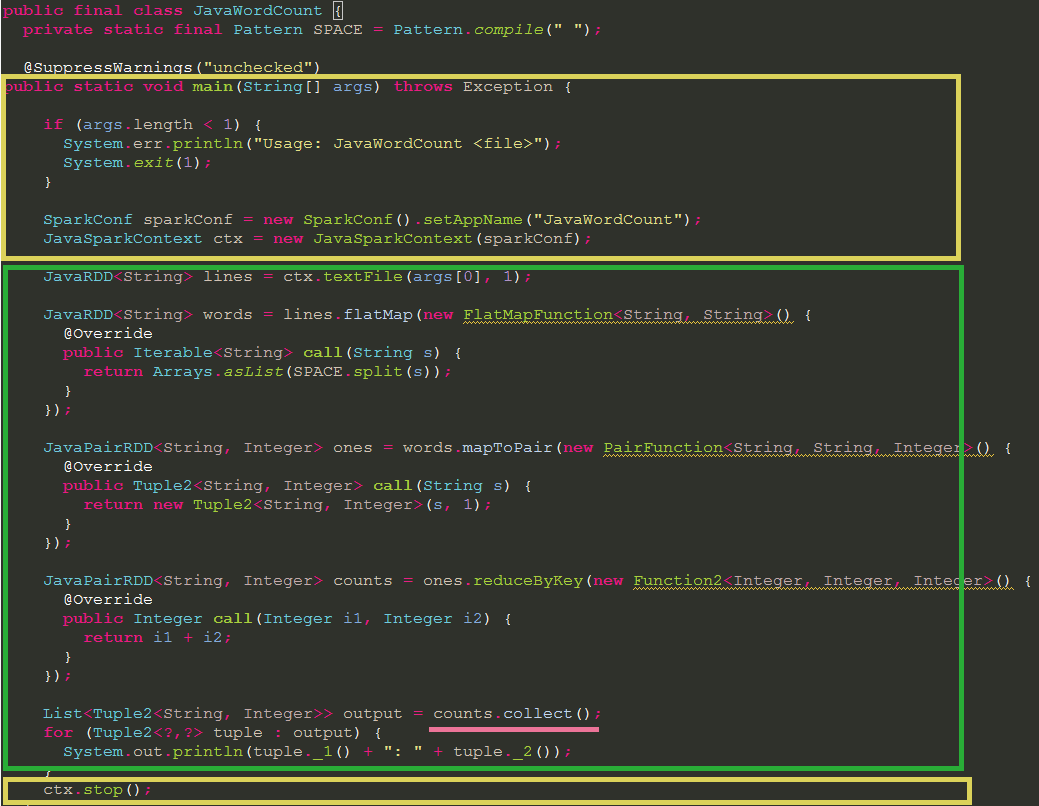 public final class JavaWordCount {
private static final Pattern SPACE = Pattern.compile(" ");
@SuppressWarnings("unchecked")
public static void main(String[] args) throws Exception {
if (args.length < 1) {
System.err.println("Usage: JavaWordCount <file>");
System.exit(1);
}
SparkConf sparkConf = new SparkConf().setAppName("JavaWordCount");
JavaSparkContext ctx = new JavaSparkContext(sparkConf);
JavaRDD<String> lines = ctx.textFile(args[0], 1);
JavaRDD<String> words = lines.flatMap(new FlatMapFunction<String, String>() {
@Override
public Iterable<String> call(String s) {
return Arrays.asList(SPACE.split(s));
}
});
JavaPairRDD<String, Integer> ones = words.mapToPair(new PairFunction<String, String, Integer>() {
@Override
public Tuple2<String, Integer> call(String s) {
return new Tuple2<String, Integer>(s, 1);
}
});
JavaPairRDD<String, Integer> counts = ones.reduceByKey(new Function2<Integer, Integer, Integer>() {
@Override
public Integer call(Integer i1, Integer i2) {
return i1 + i2;
}
});
List<Tuple2<String, Integer>> output = counts.collect();
for (Tuple2<?,?> tuple : output) {
System.out.println(tuple._1() + ": " + tuple._2());
}
ctx.stop();